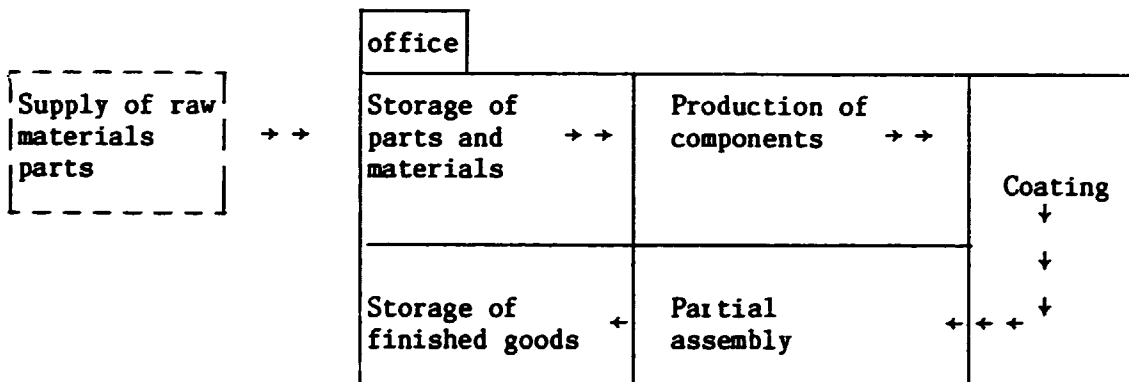 office
Supply of raw
materials
parts
→ →
Storage of
parts and
materials
→ →
Production of
components
→ →
Coating
↓
↓
↓
← ← ←
Partial
assembly
←
Storage of
finished goods